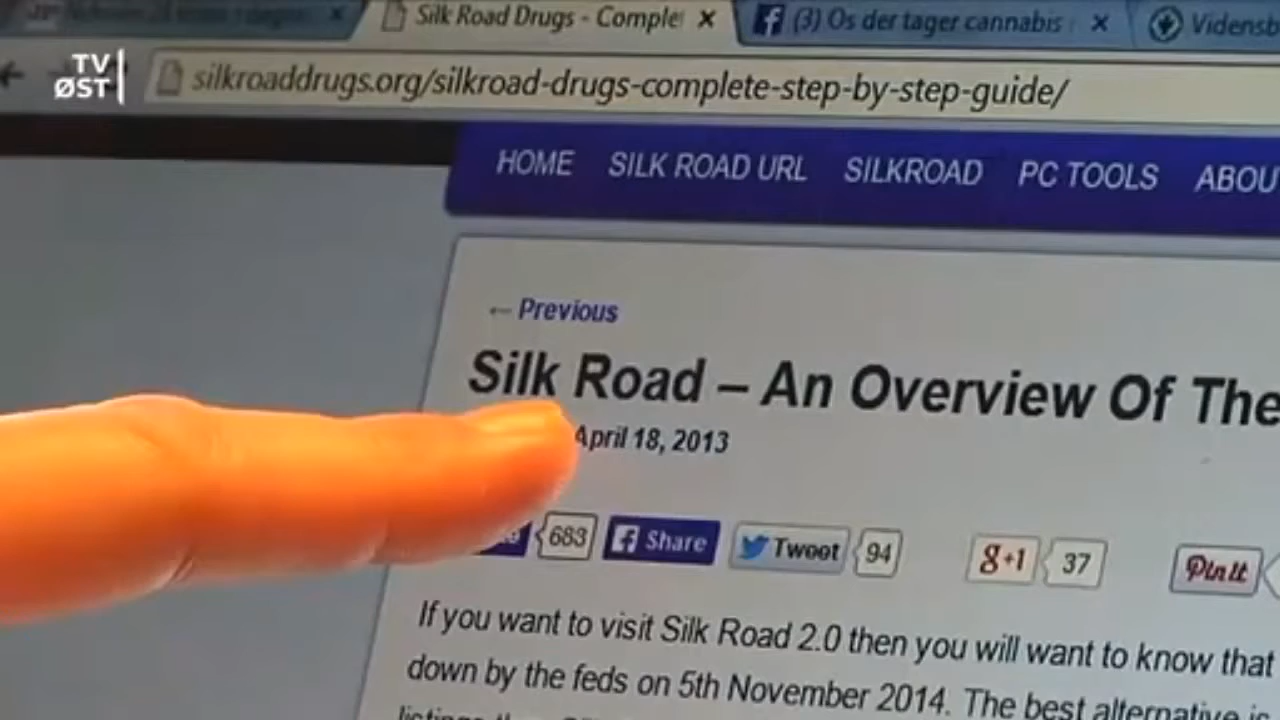 Silk Road Drugs - Comple
(3) Os der tager cannabis
Vidensb
TV
ØST
silkroaddrugs.org/silkroad-drugs-complete-step-by-step-guide/
HOME SILK ROAD URL SILKROAD PC TOOLS ABOU
← Previous
Silk Road – An Overview Of The
April 18, 2013
683 Share Tweet 94 g+1 37 Pin It
If you want to visit Silk Road 2.0 then you will want to know that
down by the feds on 5th November 2014. The best alternative is